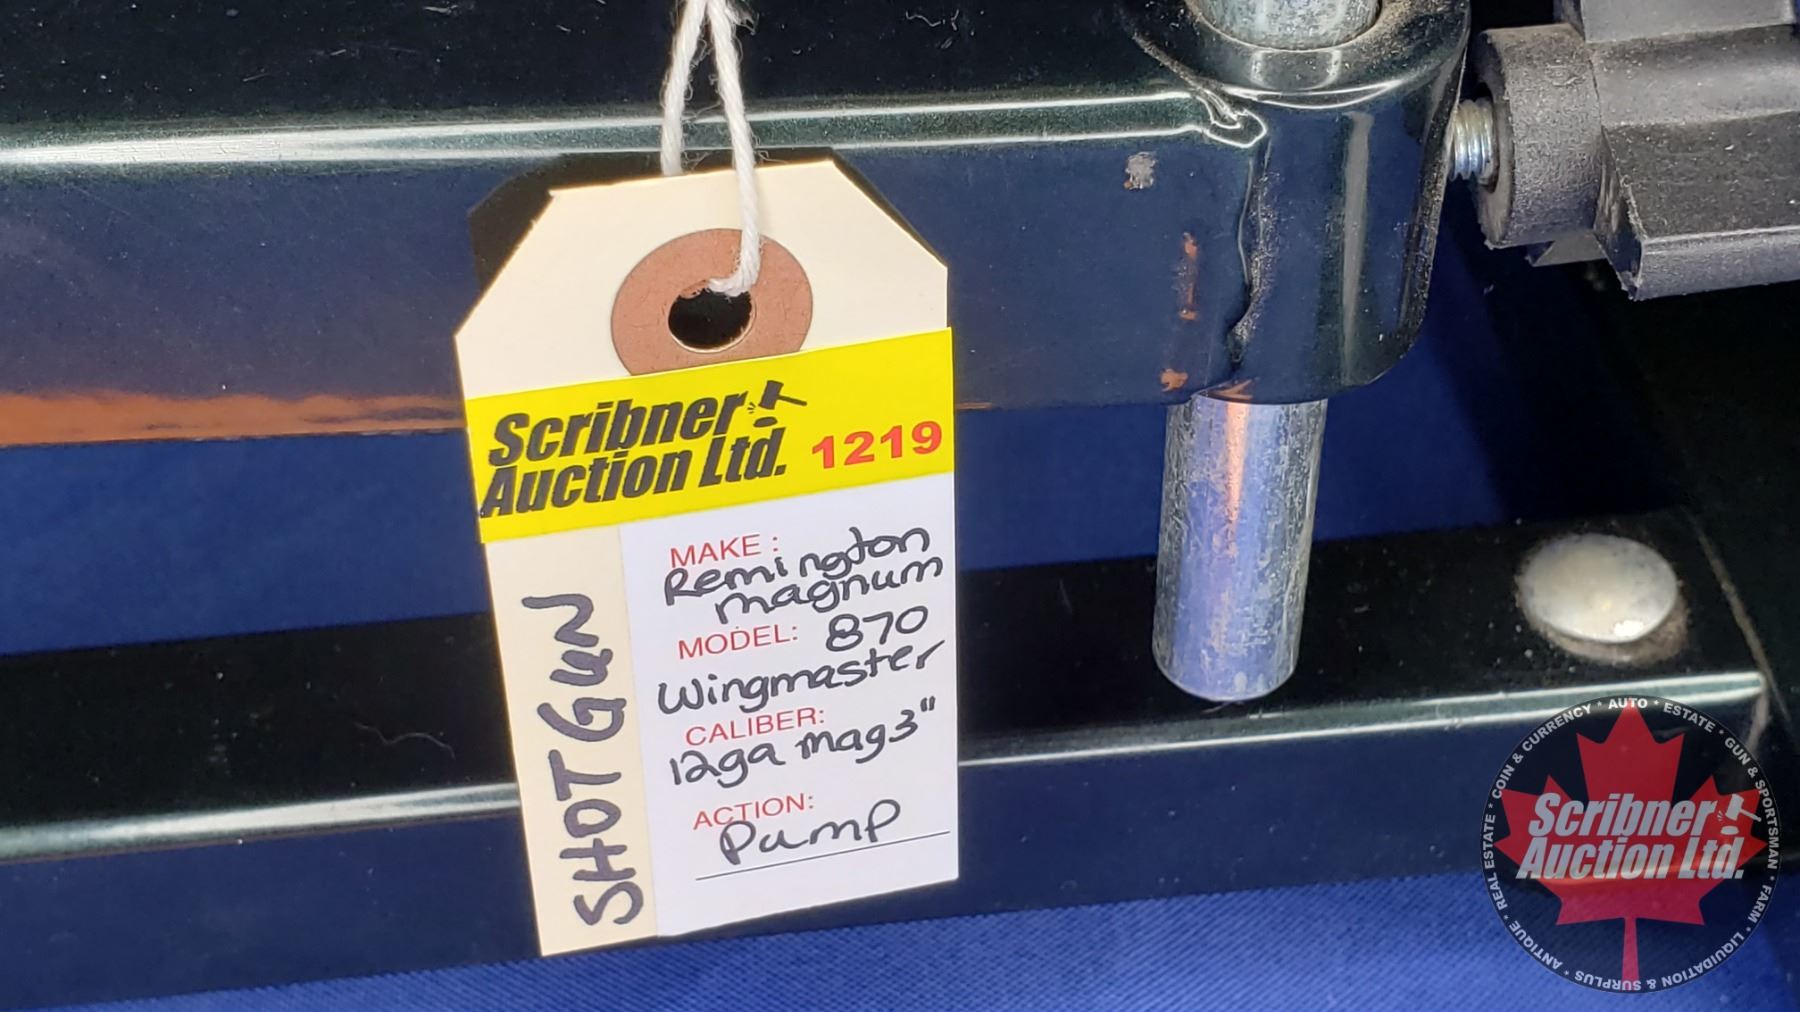 Scribner
Auction Ltd.
1219
MAKE:
Remington
Magnum
MODEL: 870
Wingmaster
CALIBER:
12ga Mag 3"
ACTION:
Pump
SHOTGUN
* REAL ESTATE * COIN & CURRENCY * AUTO * ESTATE * GUN & SPORTSMAN * FARM * LIQUIDATION & SURPLUS * ANTIQUE
Scribner
Auction Ltd.